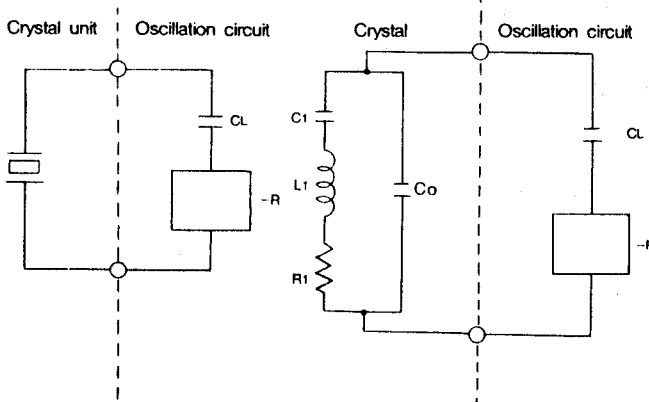 Crystal unit
Oscillation circuit
CL
-R
Crystal
Oscillation circuit
C1
L1
R1
Co
CL
-R